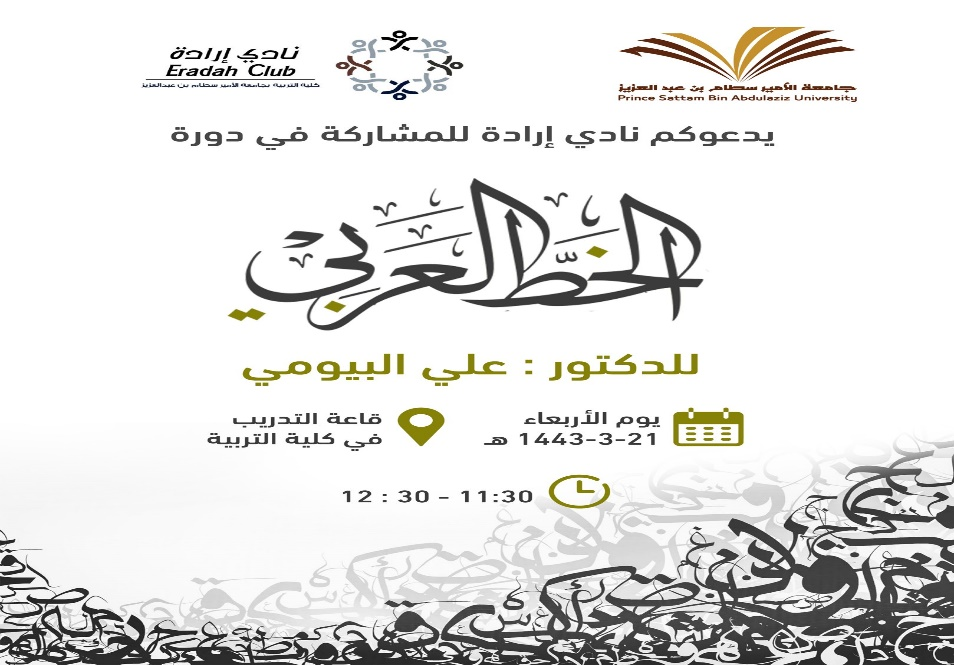 جامعة الأمير سطام بن عبد العزيز
Prince Sattam Bin Abdulaziz University
نادي إرادة
Eradah Club
كلية التربية بجامعة الأمير سطام بن عبدالعزيز
يدعوكم نادي إرادة للمشاركة في دورة
الخطّ العربي
للدكتور : علي البيومي
يوم الأربعاء
21-3-1443 هـ
قاعة التدريب
في كلية التربية
11:30 - 12 : 30